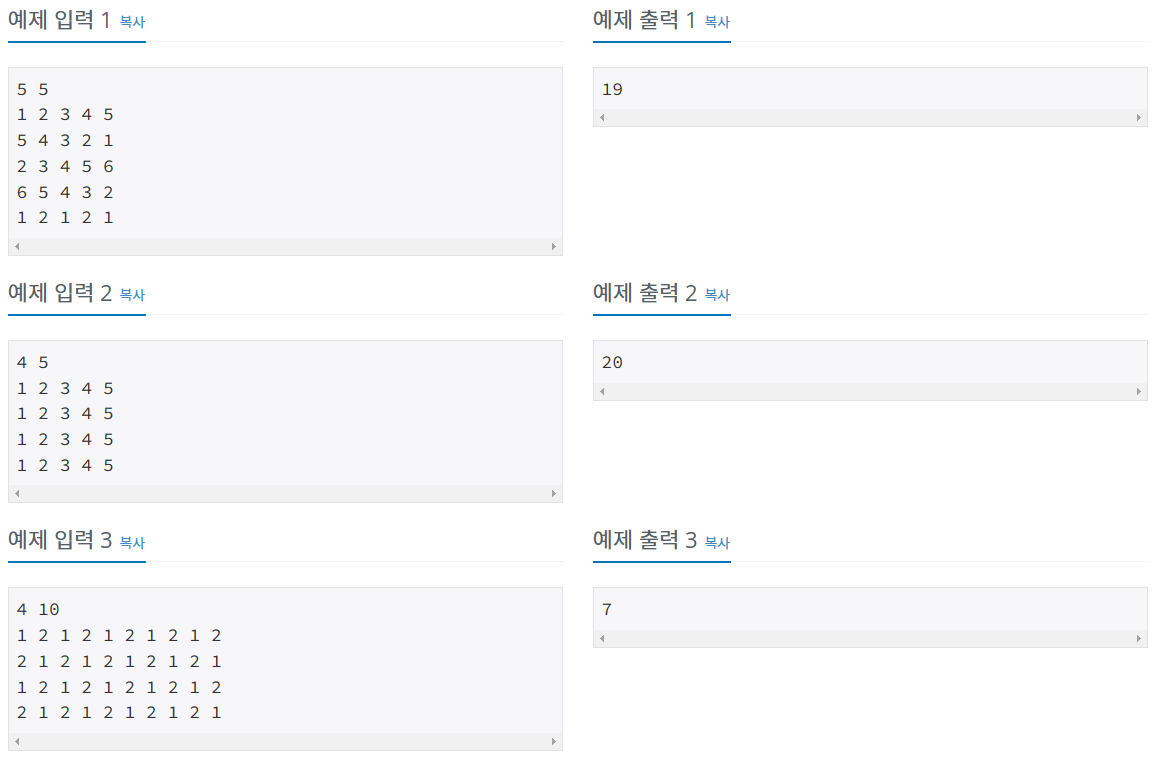 예제 입력 1 복사
5 5
1 2 3 4 5
5 4 3 2 1
2 3 4 5 6
6 5 4 3 2
1 2 1 2 1
예제 출력 1 복사
19
예제 입력 2 복사
4 5
1 2 3 4 5
1 2 3 4 5
1 2 3 4 5
1 2 3 4 5
예제 출력 2 복사
20
예제 입력 3 복사
4 10
1 2 1 2 1 2 1 2 1 2
2 1 2 1 2 1 2 1 2 1
1 2 1 2 1 2 1 2 1 2
2 1 2 1 2 1 2 1 2 1
예제 출력 3 복사
7